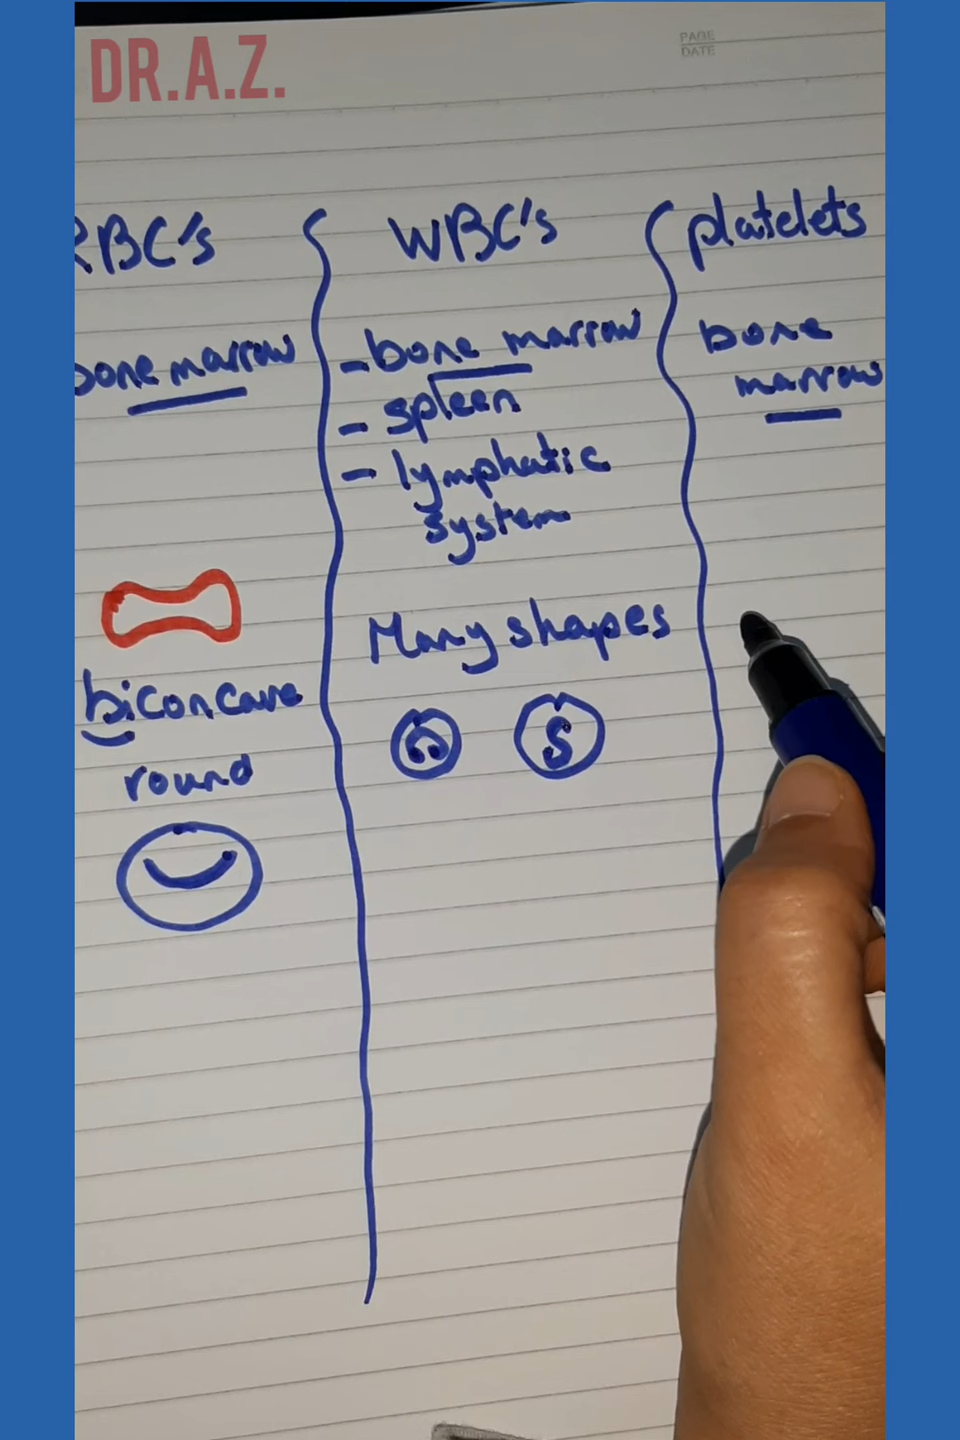 DR.A.Z.
PAGE
DATE
RBC's
WBC's
platelets
bone marrow
biconcave
round
- bone marrow
- spleen
- lymphatic
system
Many shapes
S
bone
marrow